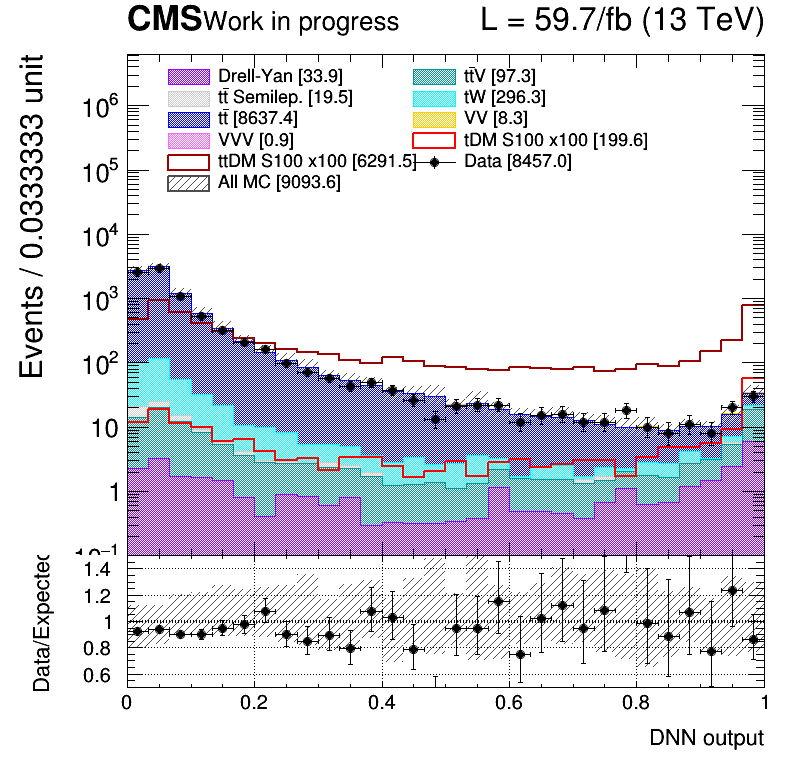 CMS Work in progress L = 59.7/fb (13 TeV)
Events / 0.0333333 unit
Drell-Yan [33.9] tt̄V [97.3]
tt̄ Semilep. [19.5] tW [296.3]
tt̄ [8637.4] VV [8.3]
VVV [0.9] tDM S100 x100 [199.6]
ttDM S100 x100 [6291.5] Data [8457.0]
All MC [9093.6]
10⁶
10⁵
10⁴
10³
10²
10
1
10⁻¹
Data/Expected
1.4
1.2
1
0.8
0.6
0 0.2 0.4 0.6 0.8 1
DNN output